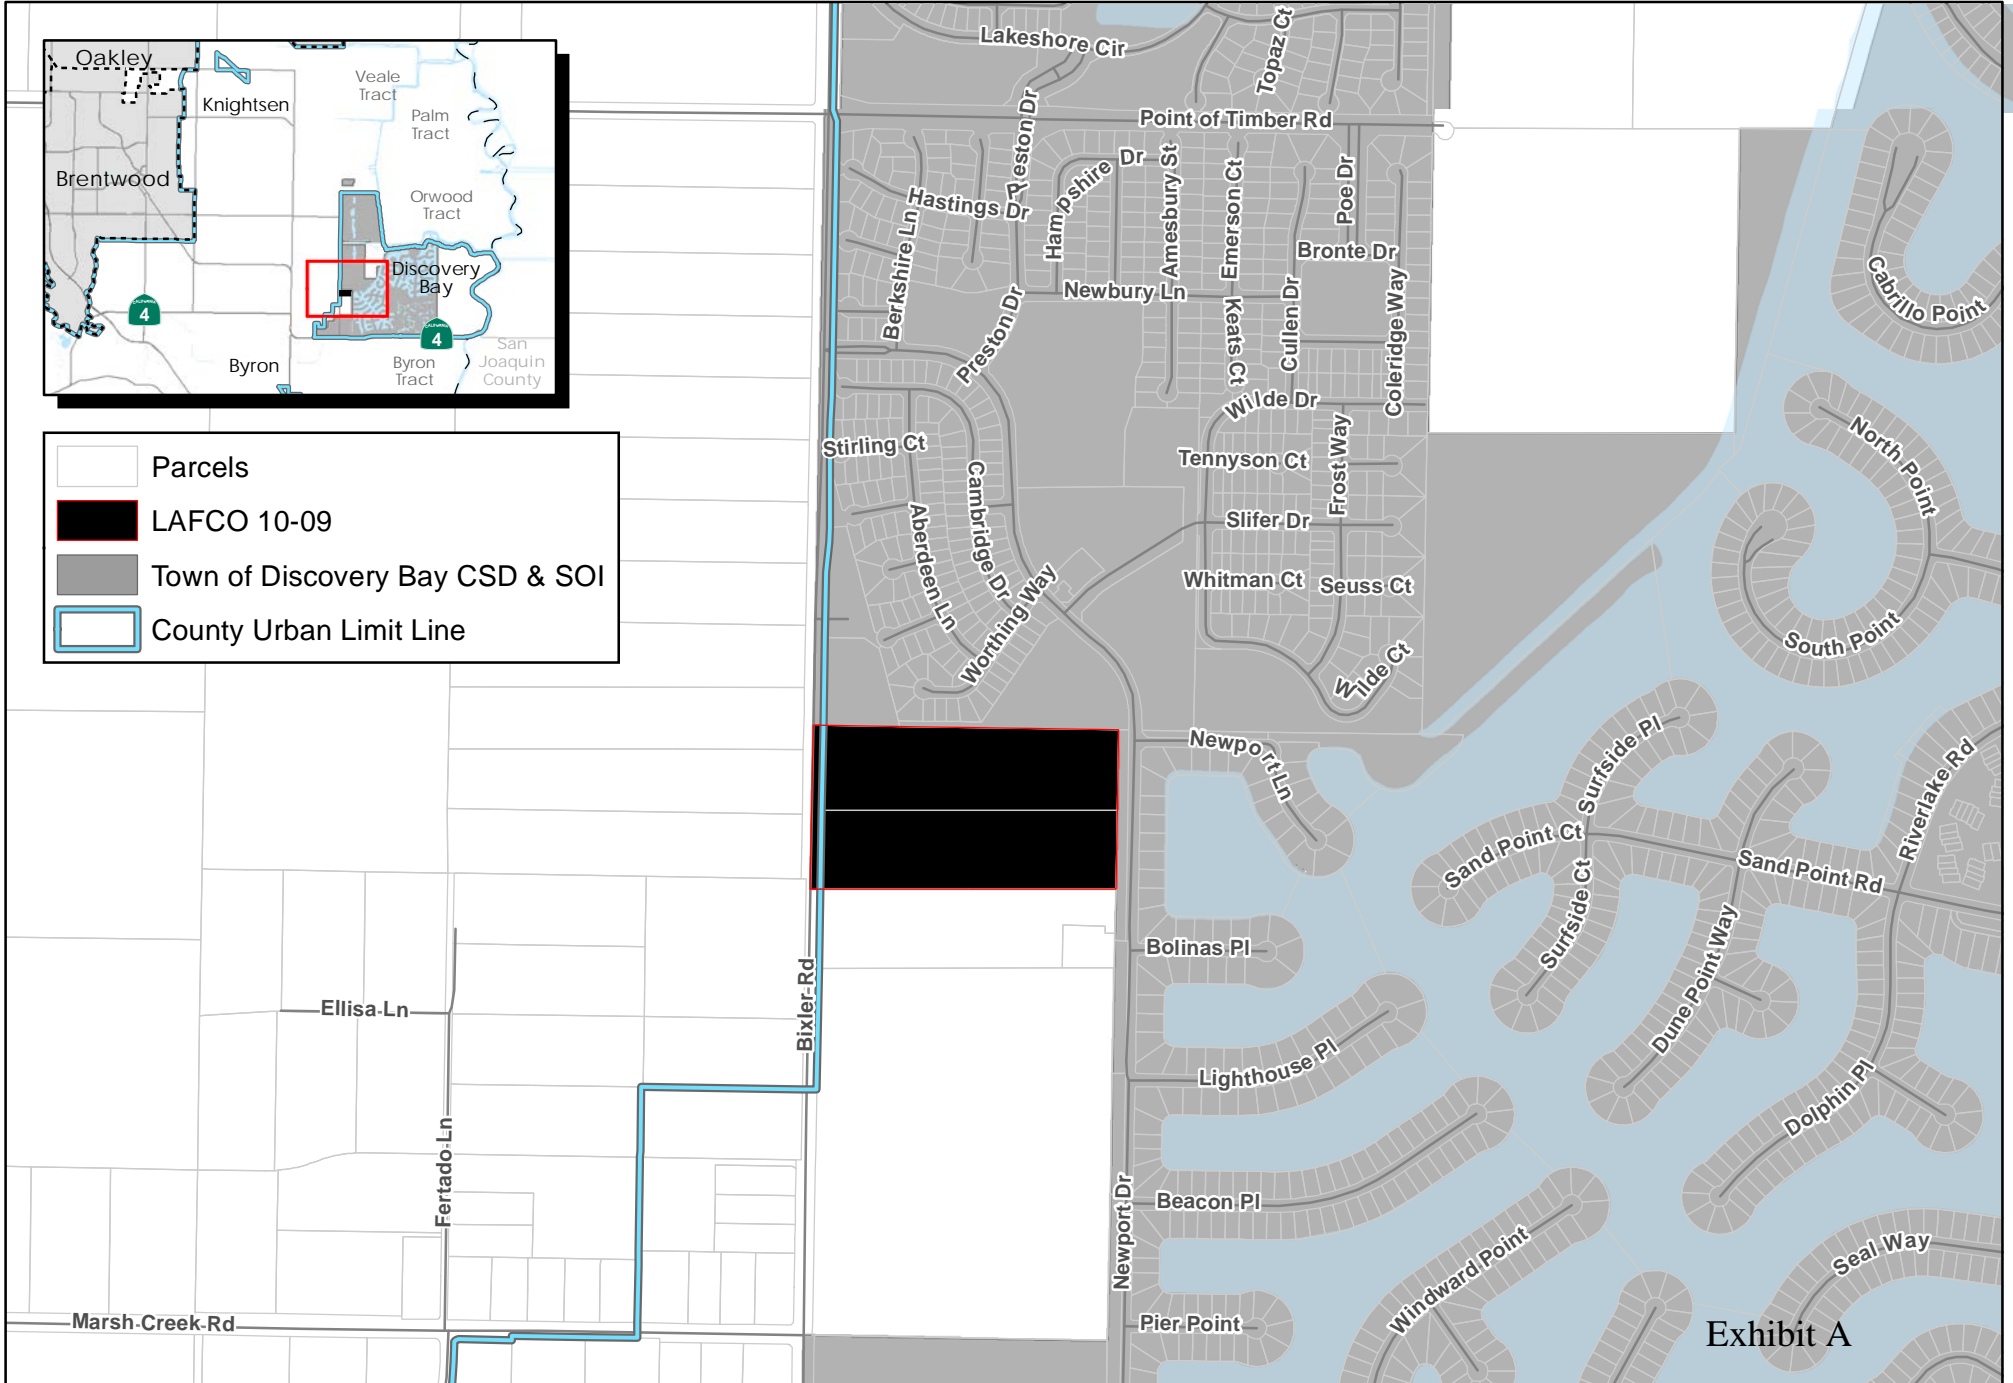 Oakley
Knightsen
Veale
Tract
Palm
Tract
Brentwood
Orwood
Tract
Discovery
Bay
CALIFORNIA
4
CALIFORNIA
4
Byron
Byron
Tract
San
Joaquin
County
Parcels
LAFCO 10-09
Town of Discovery Bay CSD & SOI
County Urban Limit Line
Lakeshore Cir
Topaz Ct
Preston Dr
Point of Timber Rd
Hampshire Dr
Amesbury St
Emerson Ct
Poe Dr
Hastings Dr
Berkshire Ln
Bronte Dr
Cabrillo Point
Newbury Ln
Keats Ct
Cullen Dr
Coleridge Way
Preston Dr
Wilde Dr
Stirling Ct
Cambridge Dr
Tennyson Ct
Frost Way
North Point
Aberdeen Ln
Slifer Dr
Worthing Way
Whitman Ct
Seuss Ct
South Point
Wilde Ct
Newport Ln
Surfside Pl
Riverlake Rd
Sand Point Ct
Sand Point Rd
Surfside Ct
Dune Point Way
Bolinas Pl
Bixler Rd
Ellisa Ln
Lighthouse Pl
Dolphin Pl
Fertado Ln
Newport Dr
Beacon Pl
Windward Point
Seal Way
Marsh Creek Rd
Pier Point
Exhibit A